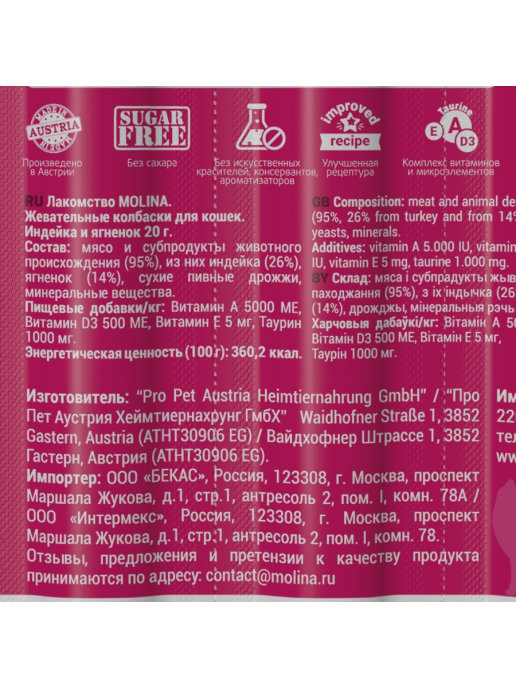 MADE IN
AUSTRIA
SUGAR
FREE
improved
recipe
Taurine
E A D3
Произведено
в Австрии
Без сахара
Без искусственных
красителей, консервантов,
ароматизаторов
Улучшенная
рецептура
Комплекс витаминов
и микроэлементов
RU Лакомство MOLINA.
Жевательные колбаски для кошек.
Индейка и ягненок 20 г.
Состав: мясо и субпродукты животного
происхождения (95%), из них индейка (26%),
ягненок (14%), сухие пивные дрожжи,
минеральные вещества.
Пищевые добавки/кг: Витамин А 5000 МЕ,
Витамин D3 500 МЕ, Витамин Е 5 мг, Таурин
1000 мг.
Энергетическая ценность (100 г): 360,2 ккал.
GB Composition: meat and animal de
(95%, 26% from turkey and from 14%
yeasts, minerals.
Additives: vitamin A 5.000 IU, vitamin
IU, vitamin E 5 mg, taurine 1.000 mg.
BY Склад: мяса і субпрадукты жыв
паходжання (95%), з іх індычка (26%
(14%), дрожджы, мінеральныя рэчы
Харчовыя дабаўкі/кг: Вітамін А 50
Вітамін D3 500 МЕ, Вітамін Е 5 мг,
Таурін 1000 мг.
Изготовитель: “Pro Pet Austria Heimtiernahrung GmbH” / “Про
Пет Аустрия Хеймтиернахрунг ГмбХ” Waidhofner Straße 1, 3852
Gastern, Austria (ATHT30906 EG) / Вайдхофнер Штрассе 1, 3852
Гастерн, Австрия (ATHT30906 EG).
Импортер: ООО «БЕКАС», Россия, 123308, г. Москва, проспект
Маршала Жукова, д.1, стр.1, антресоль 2, пом. I, комн. 78А /
ООО «Интермекс», Россия, 123308, г. Москва, проспект
Маршала Жукова, д.1, стр.1, антресоль 2, пом. I, комн. 78.
Отзывы, предложения и претензии к качеству продукта
принимаются по адресу: contact@molina.ru
Им
22
тел
ww